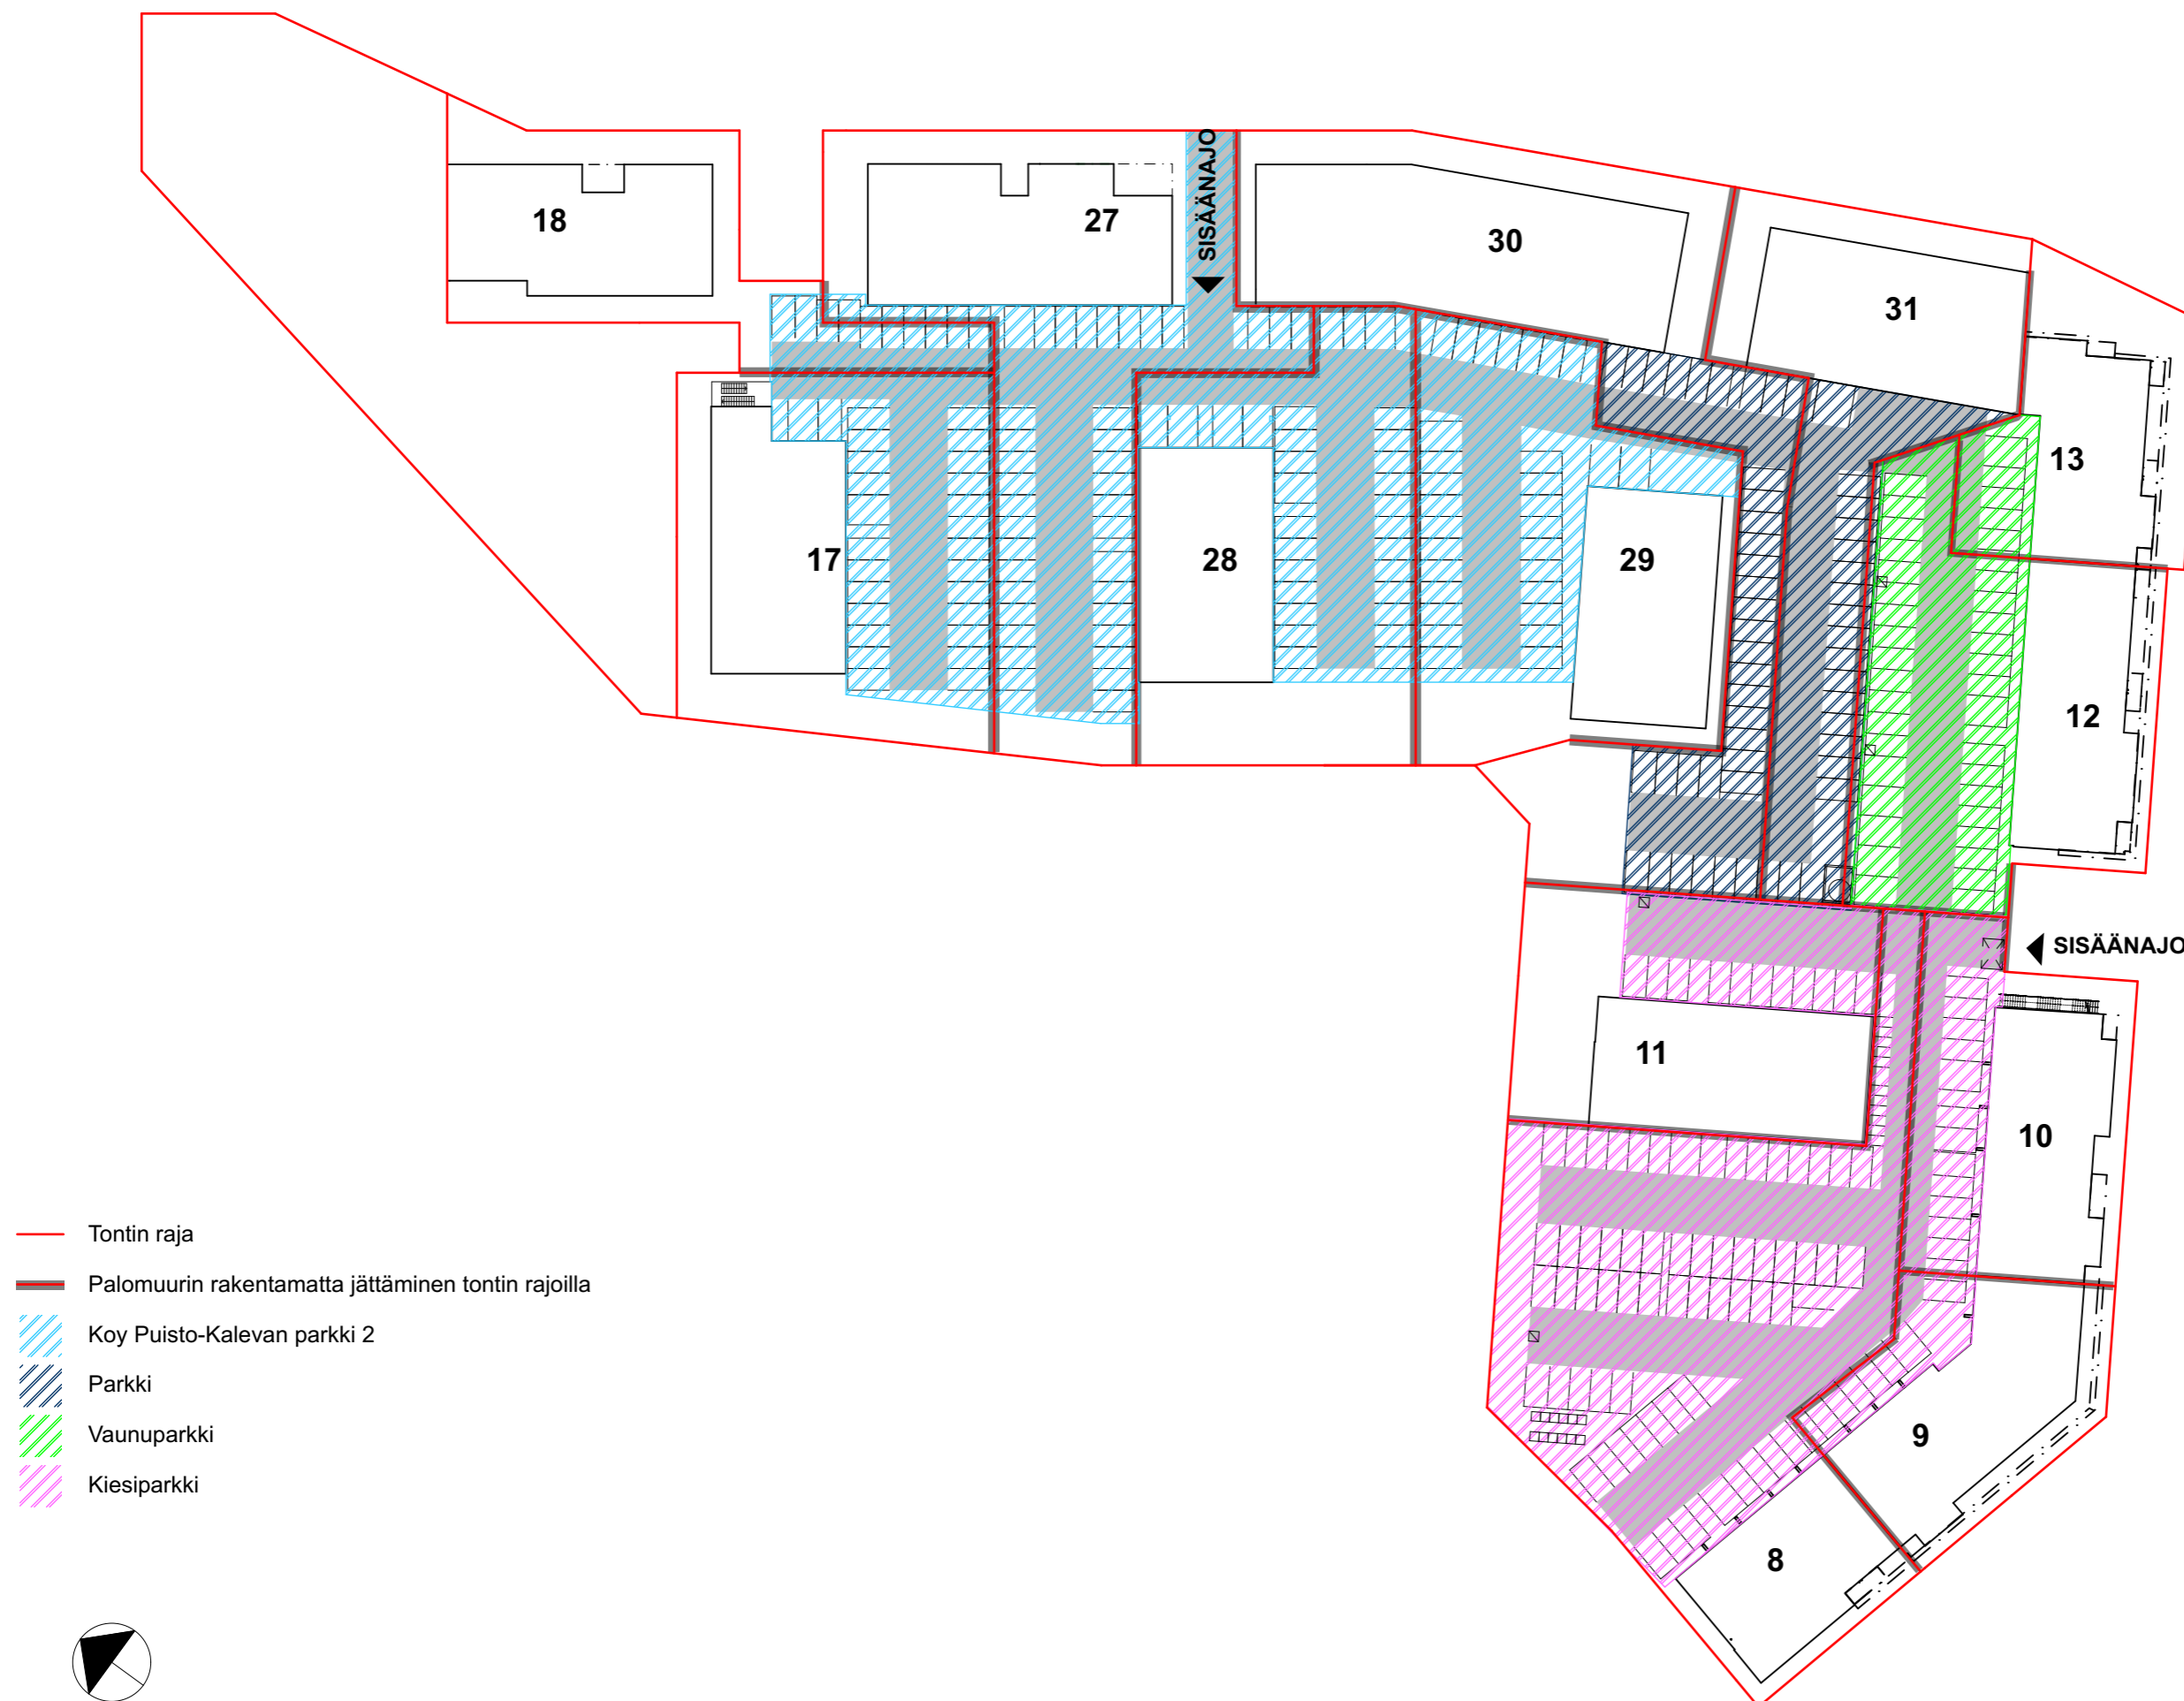 SISÄÄNAJO
18
27
30
31
13
17
28
29
12
SISÄÄNAJO
11
10
Tontin raja
Palomuurin rakentamatta jättäminen tontin rajoilla
Koy Puisto-Kalevan parkki 2
Parkki
Vaunuparkki
Kiesiparkki
9
8